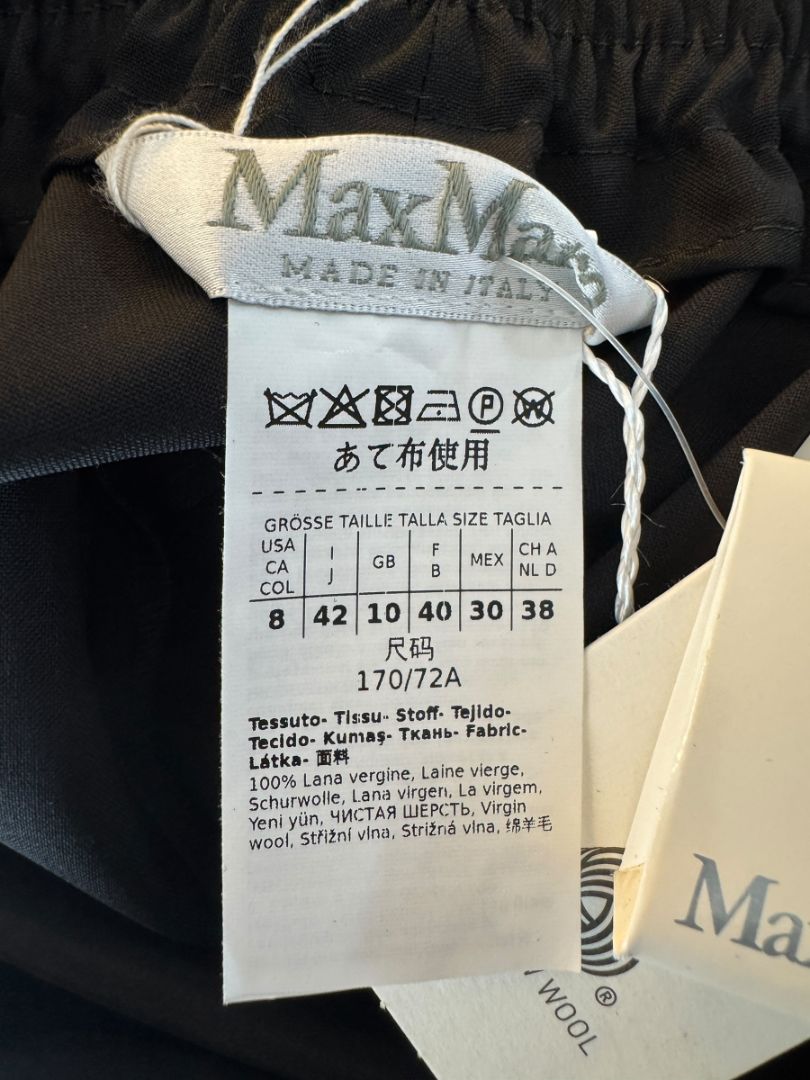 MaxMara
MADE IN ITALY
P W
あて布使用
GRÖSSE TAILLE TALLA SIZE TAGLIA
USA CA COL I J GB F B MEX CH A NL D
8 42 10 40 30 38
尺码
170/72A
Tessuto- Tissu- Stoff- Tejido-
Tecido- Kumaş- Ткань- Fabric-
Látka- 面料
100% Lana vergine, Laine vierge,
Schurwolle, Lana virgen, La virgem,
Yeni yün, ЧИСТАЯ ШЕРСТЬ, Virgin
wool, Střižní vlna, Strižná vlna, 绵羊毛
Ma
®
WOOL